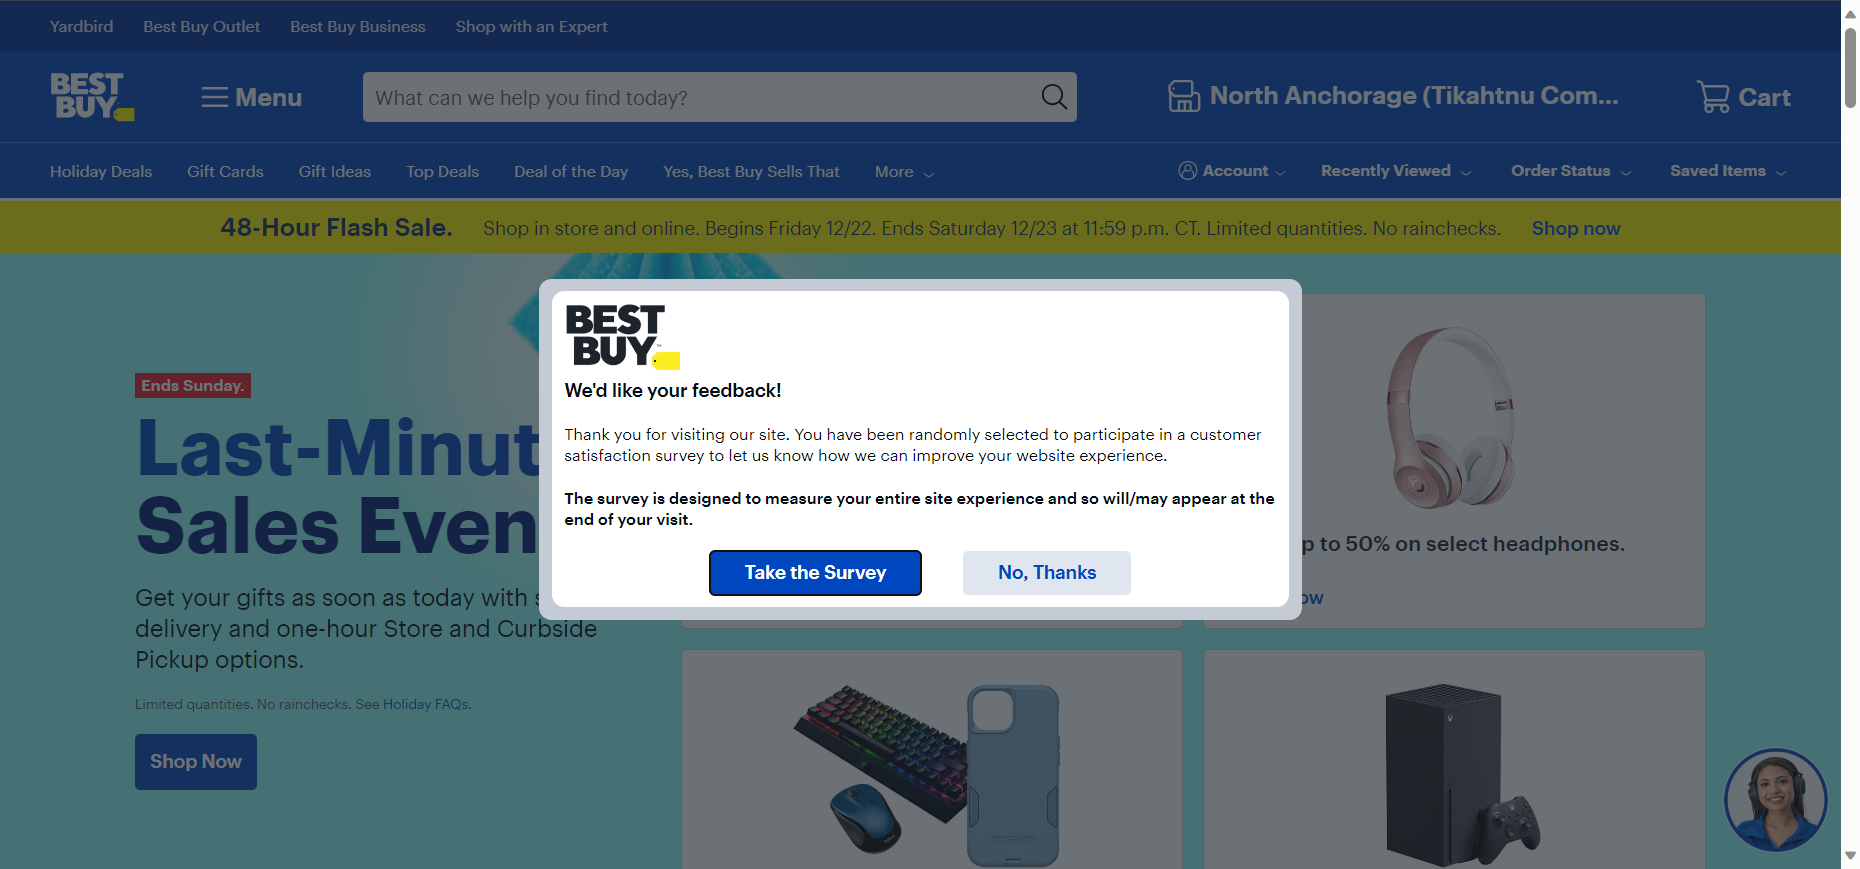 Yardbird Best Buy Outlet Best Buy Business Shop with an Expert
BEST
BUY
Menu
What can we help you find today?
North Anchorage (Tikahtnu Com...
Cart
Holiday Deals Gift Cards Gift Ideas Top Deals Deal of the Day Yes, Best Buy Sells That More
Account Recently Viewed Order Status Saved Items
48-Hour Flash Sale. Shop in store and online. Begins Friday 12/22. Ends Saturday 12/23 at 11:59 p.m. CT. Limited quantities. No rainchecks. Shop now
Ends Sunday.
Last-Minut
Sales Even
Get your gifts as soon as today with s
delivery and one-hour Store and Curbside
Pickup options.
Limited quantities. No rainchecks. See Holiday FAQs.
Shop Now
BEST
BUY™
We'd like your feedback!
Thank you for visiting our site. You have been randomly selected to participate in a customer
satisfaction survey to let us know how we can improve your website experience.
The survey is designed to measure your entire site experience and so will/may appear at the
end of your visit.
Take the Survey No, Thanks
p to 50% on select headphones.
ow
OTTERBOX